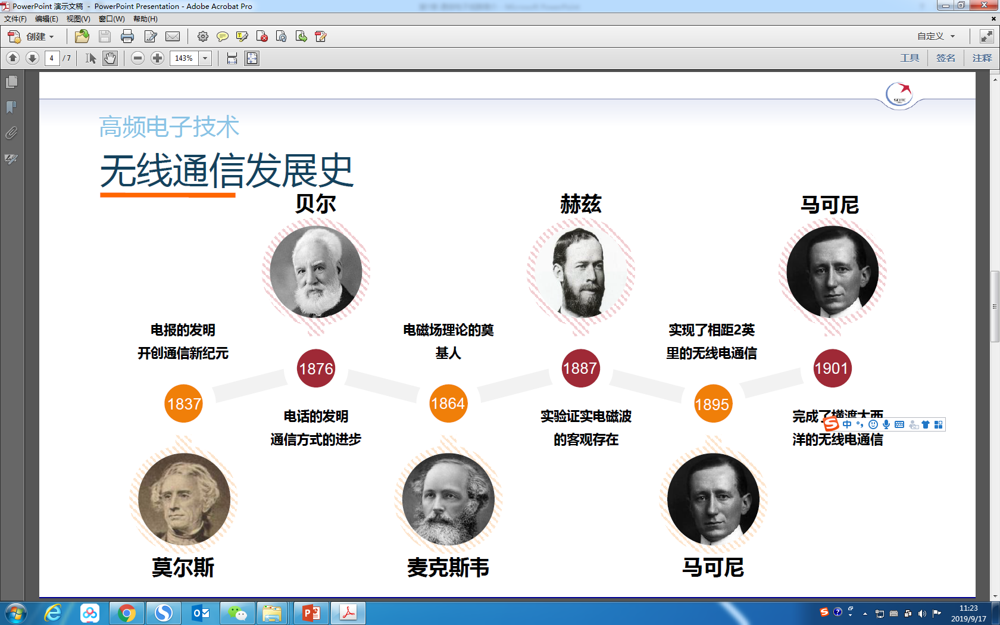 PowerPoint 演示文稿 - PowerPoint Presentation - Adobe Acrobat Pro
文件(F) 编辑(E) 视图(V) 窗口(W) 帮助(H)
创建
自定义
4 / 7
143%
工具 签名 注释
SEITC
高频电子技术
无线通信发展史
贝尔
赫兹
马可尼
电报的发明
开创通信新纪元
电磁场理论的奠
基人
实现了相距2英
里的无线电通信
1876
1887
1901
1837
1864
1895
电话的发明
通信方式的进步
实验证实电磁波
的客观存在
完成了横渡大西
洋的无线电通信
中
莫尔斯
麦克斯韦
马可尼
11:23
2019/9/17